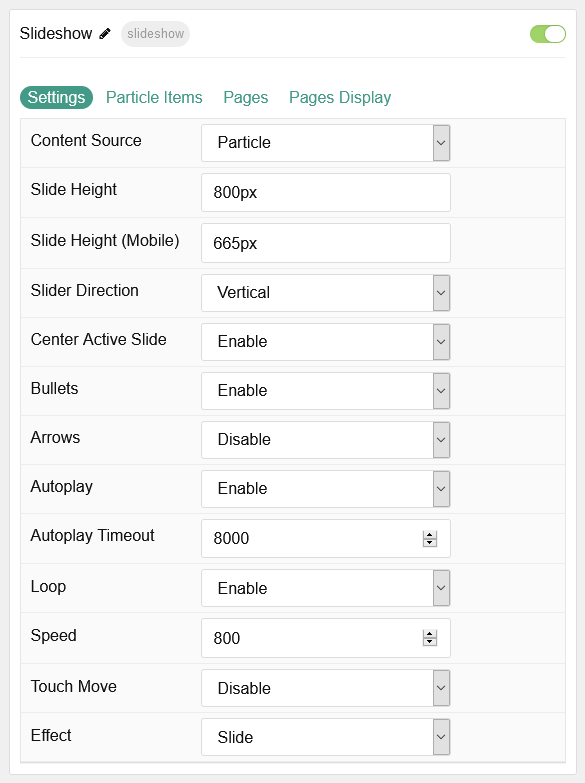 Slideshow slideshow
Settings Particle Items Pages Pages Display
Content Source Particle
Slide Height 800px
Slide Height (Mobile) 665px
Slider Direction Vertical
Center Active Slide Enable
Bullets Enable
Arrows Disable
Autoplay Enable
Autoplay Timeout 8000
Loop Enable
Speed 800
Touch Move Disable
Effect Slide